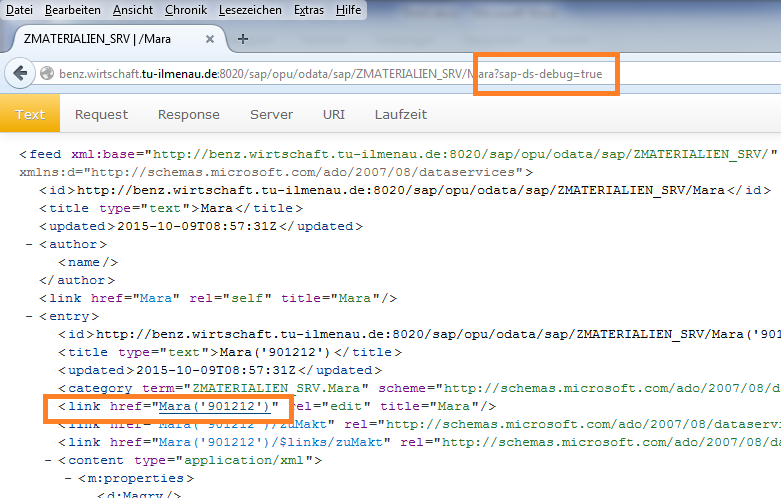 Datei Bearbeiten Ansicht Chronik Lesezeichen Extras Hilfe
ZMATERIALIEN_SRV | /Mara × +
benz.wirtschaft.tu-ilmenau.de:8020/sap/opu/odata/sap/ZMATERIALIEN_SRV/Mara?sap-ds-debug=true
Text Request Response Server URI Laufzeit
<feed xml:base="http://benz.wirtschaft.tu-ilmenau.de:8020/sap/opu/odata/sap/ZMATERIALIEN_SRV/"
xmlns:d="http://schemas.microsoft.com/ado/2007/08/dataservices">
<id>http://benz.wirtschaft.tu-ilmenau.de:8020/sap/opu/odata/sap/ZMATERIALIEN_SRV/Mara</id>
<title type="text">Mara</title>
<updated>2015-10-09T08:57:31Z</updated>
- <author>
<name/>
</author>
<link href="Mara" rel="self" title="Mara"/>
- <entry>
<id>http://benz.wirtschaft.tu-ilmenau.de:8020/sap/opu/odata/sap/ZMATERIALIEN_SRV/Mara('901
<title type="text">Mara('901212')</title>
<updated>2015-10-09T08:57:31Z</updated>
<category term="ZMATERIALIEN_SRV.Mara" scheme="http://schemas.microsoft.com/ado/2007/08/da
<link href="Mara('901212')" rel="edit" title="Mara"/>
<link href="Mara('901212')/zuMakt" rel="http://schemas.microsoft.com/ado/2007/08/dataserv
<link href="Mara('901212')/$links/zuMakt" rel="http://schemas.microsoft.com/ado/2007/08/da
- <content type="application/xml">
- <m:properties>
<d:Magrv/>